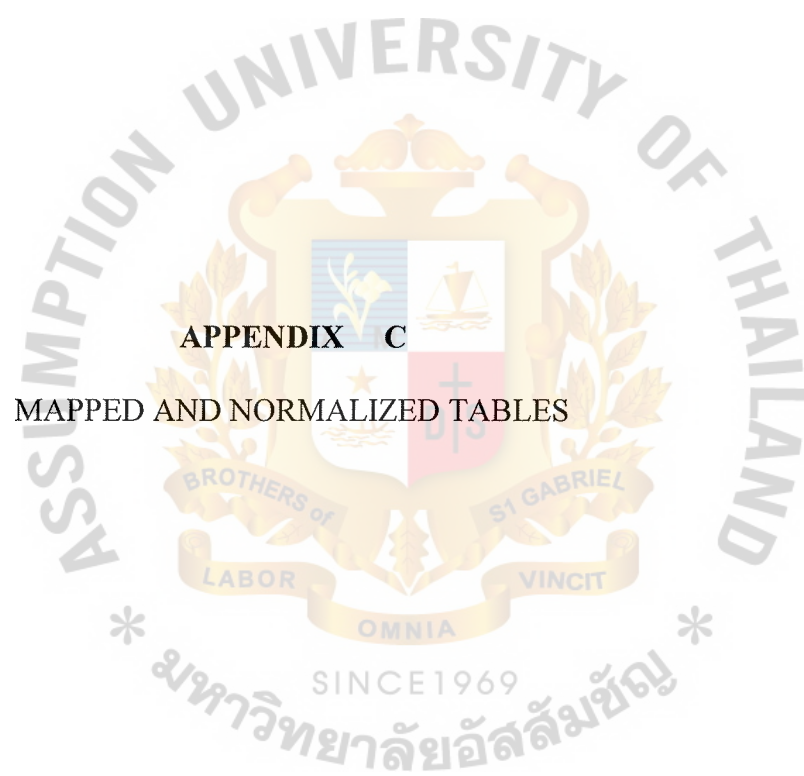 ASSUMPTION UNIVERSITY OF THAILAND
APPENDIX C
MAPPED AND NORMALIZED TABLES
D S
BROTHERS of
ST GABRIEL
LABOR
VINCIT
OMNIA
* SINCE1969 *
มหาวิทยาลัยอัสสัมชัญ